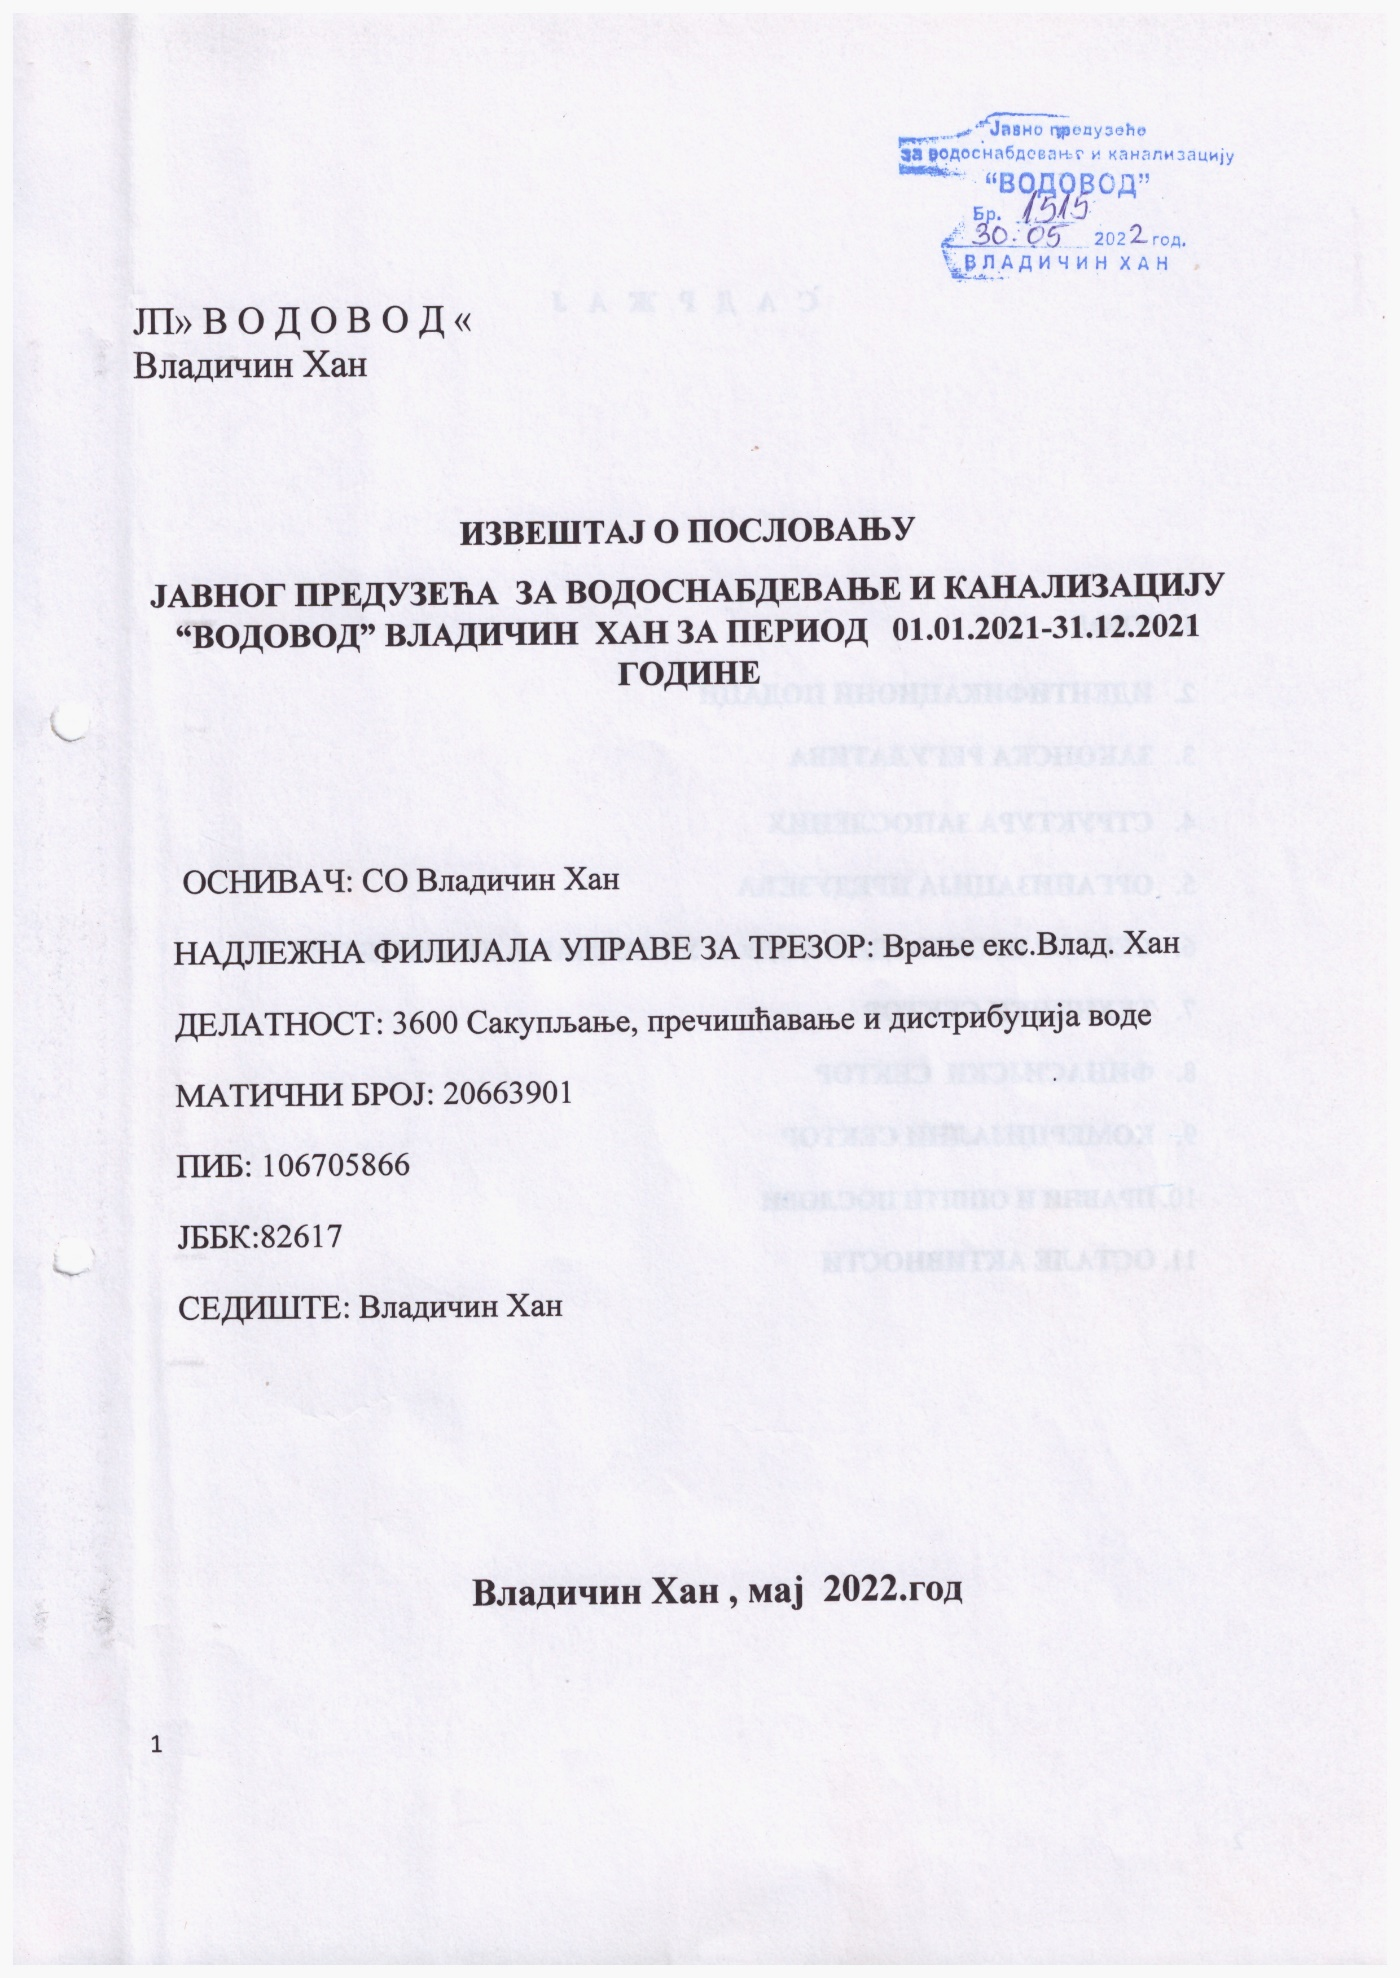 Јавно предузеће
за водоснабдевање и канализацију
“ВОДОВОД”
Бр. 1515
30.05 2022 год.
ВЛАДИЧИН ХАН
ЈП» В О Д О В О Д «
Владичин Хан
ИЗВЕШТАЈ О ПОСЛОВАЊУ
ЈАВНОГ ПРЕДУЗЕЋА ЗА ВОДОСНАБДЕВАЊЕ И КАНАЛИЗАЦИЈУ
“ВОДОВОД” ВЛАДИЧИН ХАН ЗА ПЕРИОД 01.01.2021-31.12.2021
ГОДИНЕ
ОСНИВАЧ: СО Владичин Хан
НАДЛЕЖНА ФИЛИЈАЛА УПРАВЕ ЗА ТРЕЗОР: Врање екс.Влад. Хан
ДЕЛАТНОСТ: 3600 Сакупљање, пречишћавање и дистрибуција воде
МАТИЧНИ БРОЈ: 20663901
ПИБ: 106705866
ЈББК:82617
СЕДИШТЕ: Владичин Хан
Владичин Хан , мај 2022.год
1